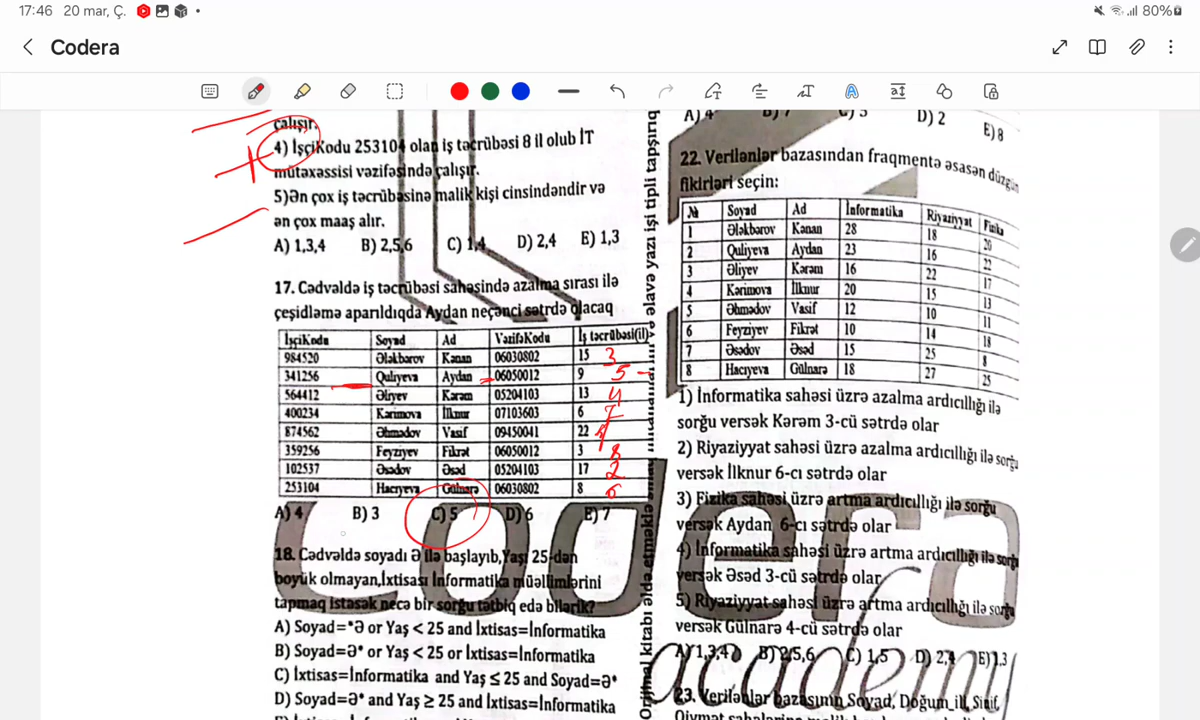 17:46 20 mar, Ç.
80%
Codera
çalışır.
4) İşçiKodu 253104 olan iş təcrübəsi 8 il olub İT
mütəxəssisi vəzifəsində çalışır.
5)Ən çox iş təcrübəsinə malik kişi cinsindəndir və
ən çox maaş alır.
A) 1,3,4 B) 2,5,6 C) 1,4 D) 2,4 E) 1,3
17. Cədvəldə iş təcrübəsi sahəsində azalma sırası ilə
çeşidləmə aparıldıqda Aydan neçənci sətrdə olacaq
İşçiKodu Soyad Ad VəzifəKodu İş təcrübəsi(il)
984520 Ələkbərov Kənan 06030802 15 3
341256 Quliyeva Aydan 06050012 9 5
564412 Əliyev Kərəm 05204103 13 4
400234 Kərimova İlknur 07103603 6 7
874562 Əhmədov Vasif 09450041 22 1
359256 Feyziyev Fikrət 06050012 3 8
102537 Əsədov Əsəd 05204103 17 2
253104 Hacıyeva Gülnarə 06030802 8 6
A) 4 B) 3 C) 5 D) 6 E) 7
18. Cədvəldə soyadı Ə ilə başlayıb,Yaşı 25-dən
böyük olmayan,İxtisası İnformatika müəllimlərini
tapmaq istəsək necə bir sorğu tətbiq edə bilərik?
A) Soyad=*Ə or Yaş < 25 and İxtisas=İnformatika
B) Soyad=Ə* or Yaş < 25 or İxtisas=İnformatika
C) İxtisas=İnformatika and Yaş ≤ 25 and Soyad=Ə*
D) Soyad=Ə* and Yaş ≥ 25 and İxtisas=İnformatika
və əlavə yazı işi tipli tapşırıq
Orijinal kitabı əldə etməklə
A) 4 B) 7 C) 3 D) 2 E) 8
22. Verilənlər bazasından fraqmentə əsasən düzgün
fikirləri seçin:
№ Soyad Ad İnformatika Riyaziyyat Fizika
1 Ələkbərov Kənan 28 18 20
2 Quliyeva Aydan 23 16 22
3 Əliyev Kərəm 16 22 17
4 Kərimova İlknur 20 15 13
5 Əhmədov Vasif 12 10 11
6 Feyziyev Fikrət 10 14 18
7 Əsədov Əsəd 15 25 8
8 Hacıyeva Gülnarə 18 27 25
1) İnformatika sahəsi üzrə azalma ardıcıllığı ilə
sorğu versək Kərəm 3-cü sətrdə olar
2) Riyaziyyat sahəsi üzrə azalma ardıcıllığı ilə sorğu
versək İlknur 6-cı sətrdə olar
3) Fizika sahəsi üzrə artma ardıcıllığı ilə sorğu
versək Aydan 6-cı sətrdə olar
4) İnformatika sahəsi üzrə artma ardıcıllığı ilə sorğu
versək Əsəd 3-cü sətrdə olar
5) Riyaziyyat sahəsi üzrə artma ardıcıllığı ilə sorğu
versək Gülnarə 4-cü sətrdə olar
A) 1,3,4 B) 2,5,6 C) 1,5 D) 2,4 E) 1,3
23. Verilənlər bazasının Soyad, Doğum_ili, Sinif,
Codera
academy